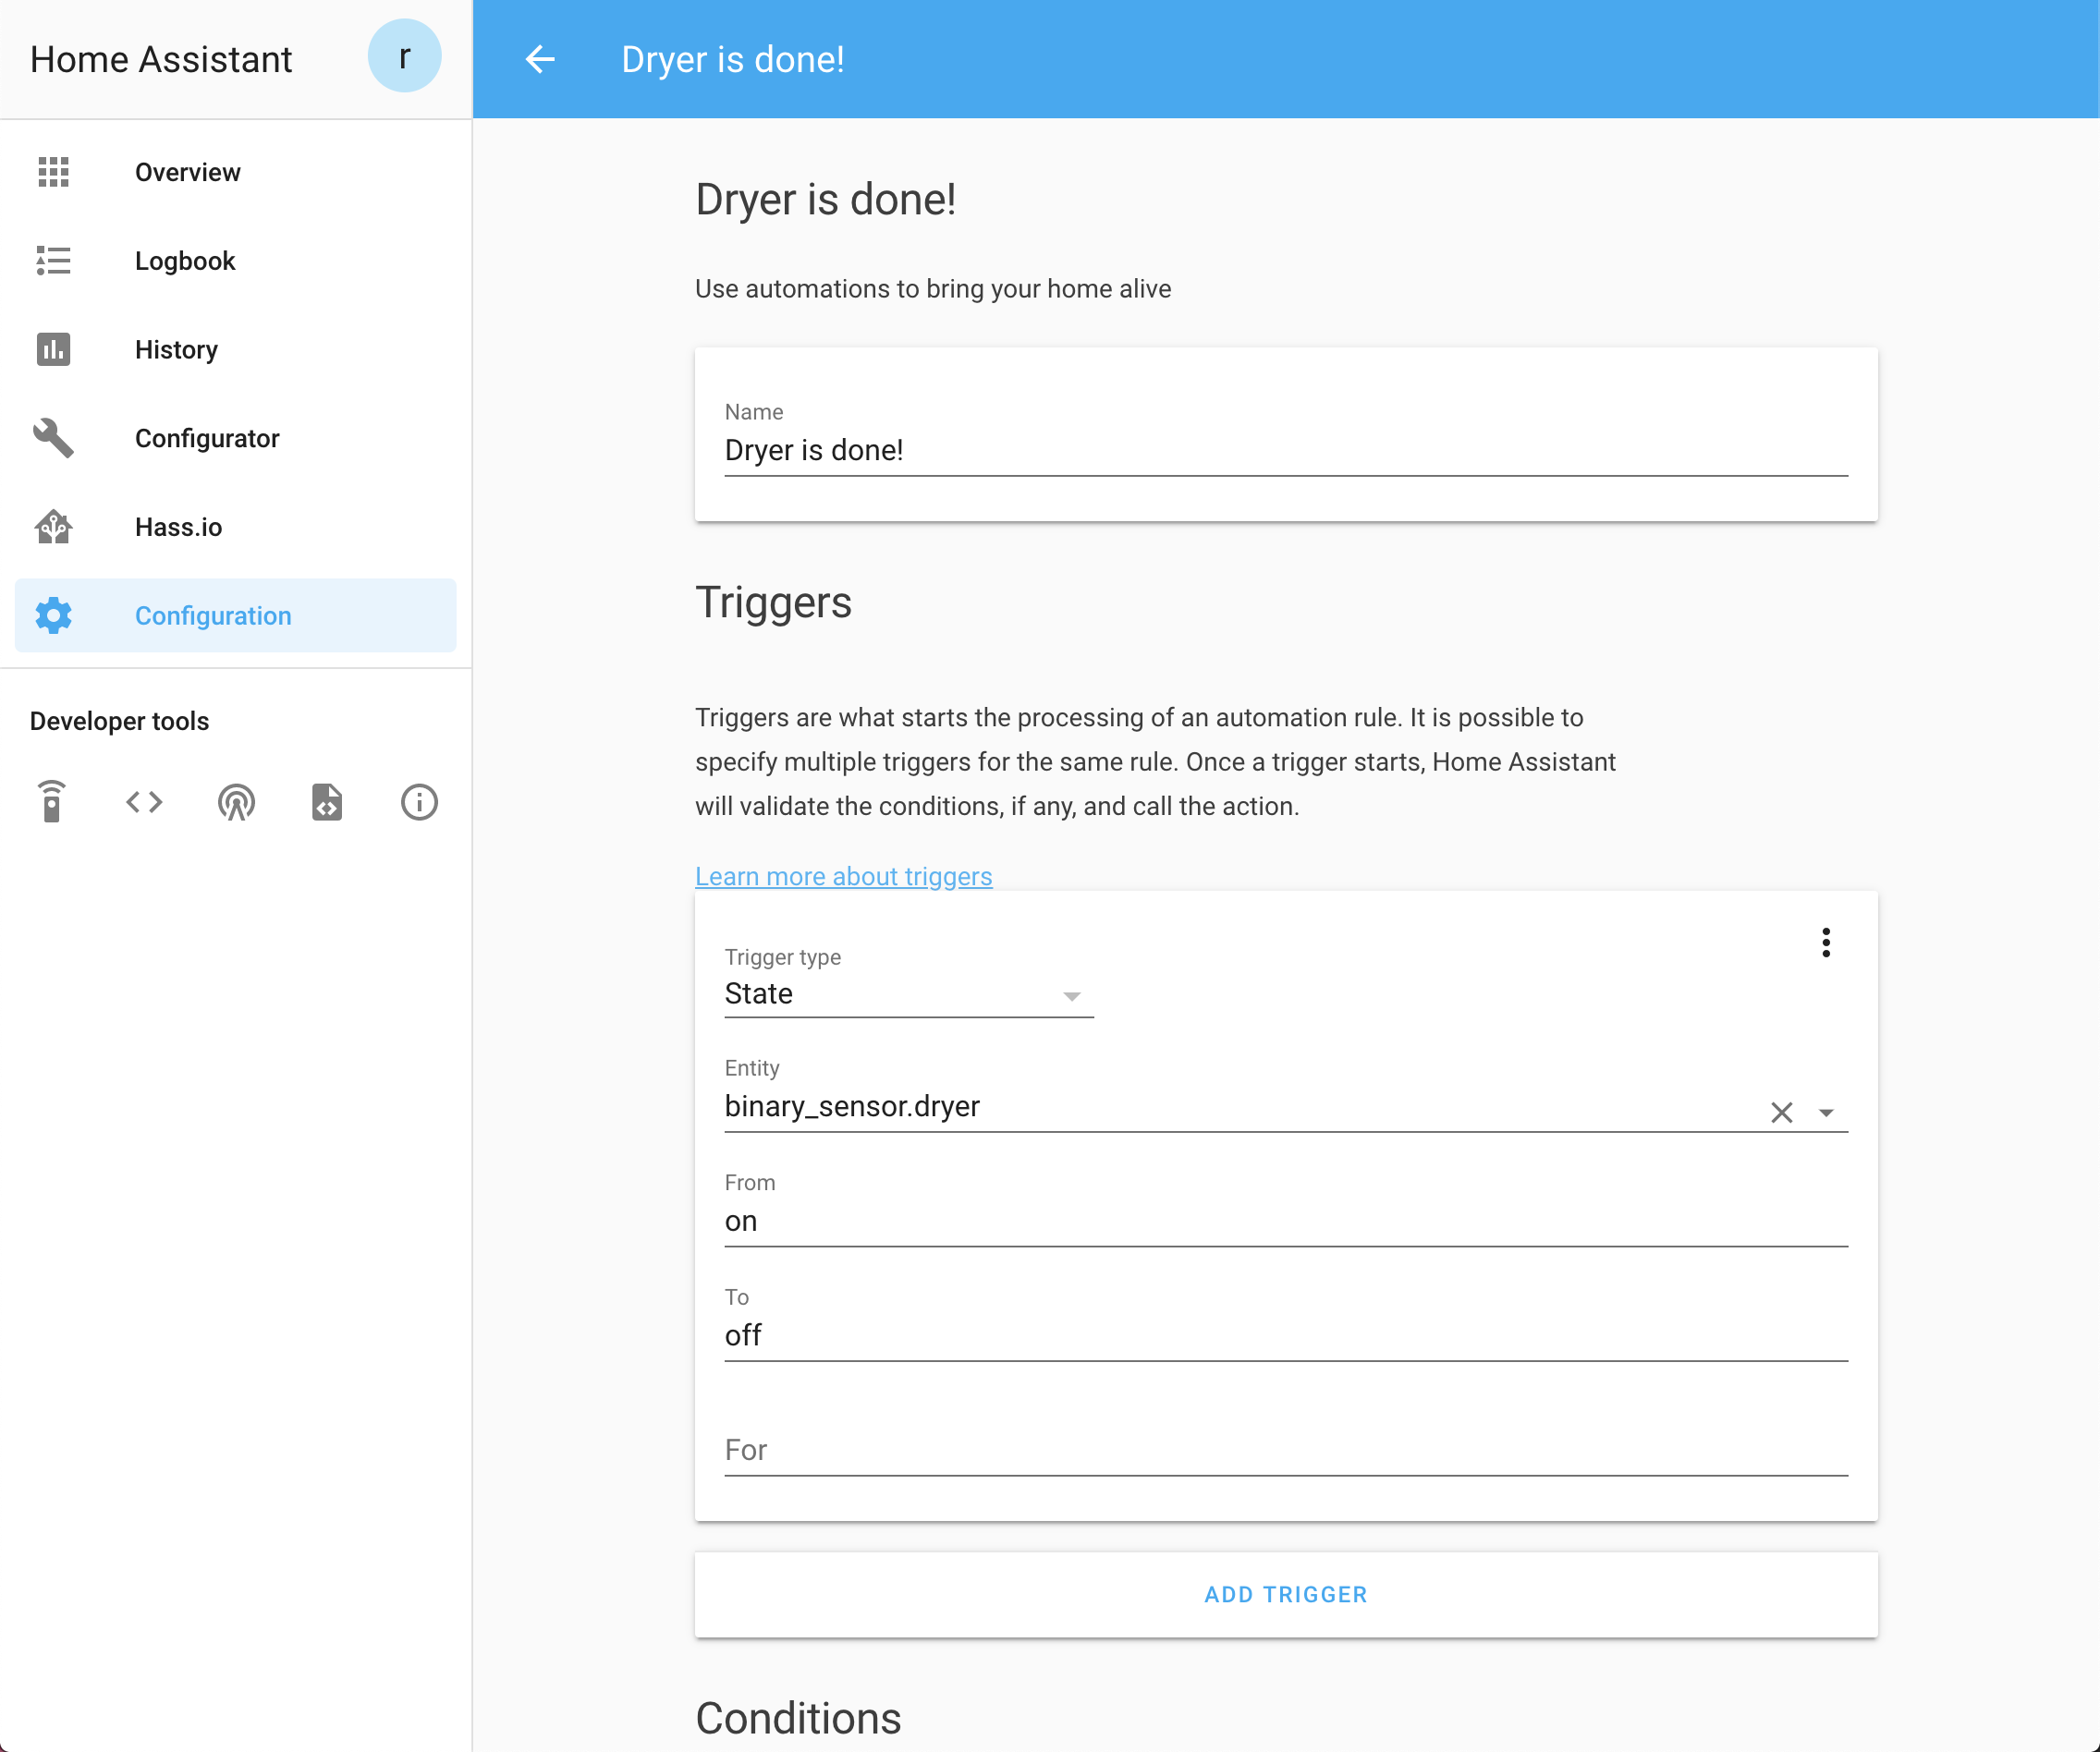 Home Assistant
r
Overview
Logbook
History
Configurator
Hass.io
Configuration
Developer tools
Dryer is done!
Dryer is done!
Use automations to bring your home alive
Name
Dryer is done!
Triggers
Triggers are what starts the processing of an automation rule. It is possible to
specify multiple triggers for the same rule. Once a trigger starts, Home Assistant
will validate the conditions, if any, and call the action.
Learn more about triggers
Trigger type
State
Entity
binary_sensor.dryer
From
on
To
off
For
ADD TRIGGER
Conditions